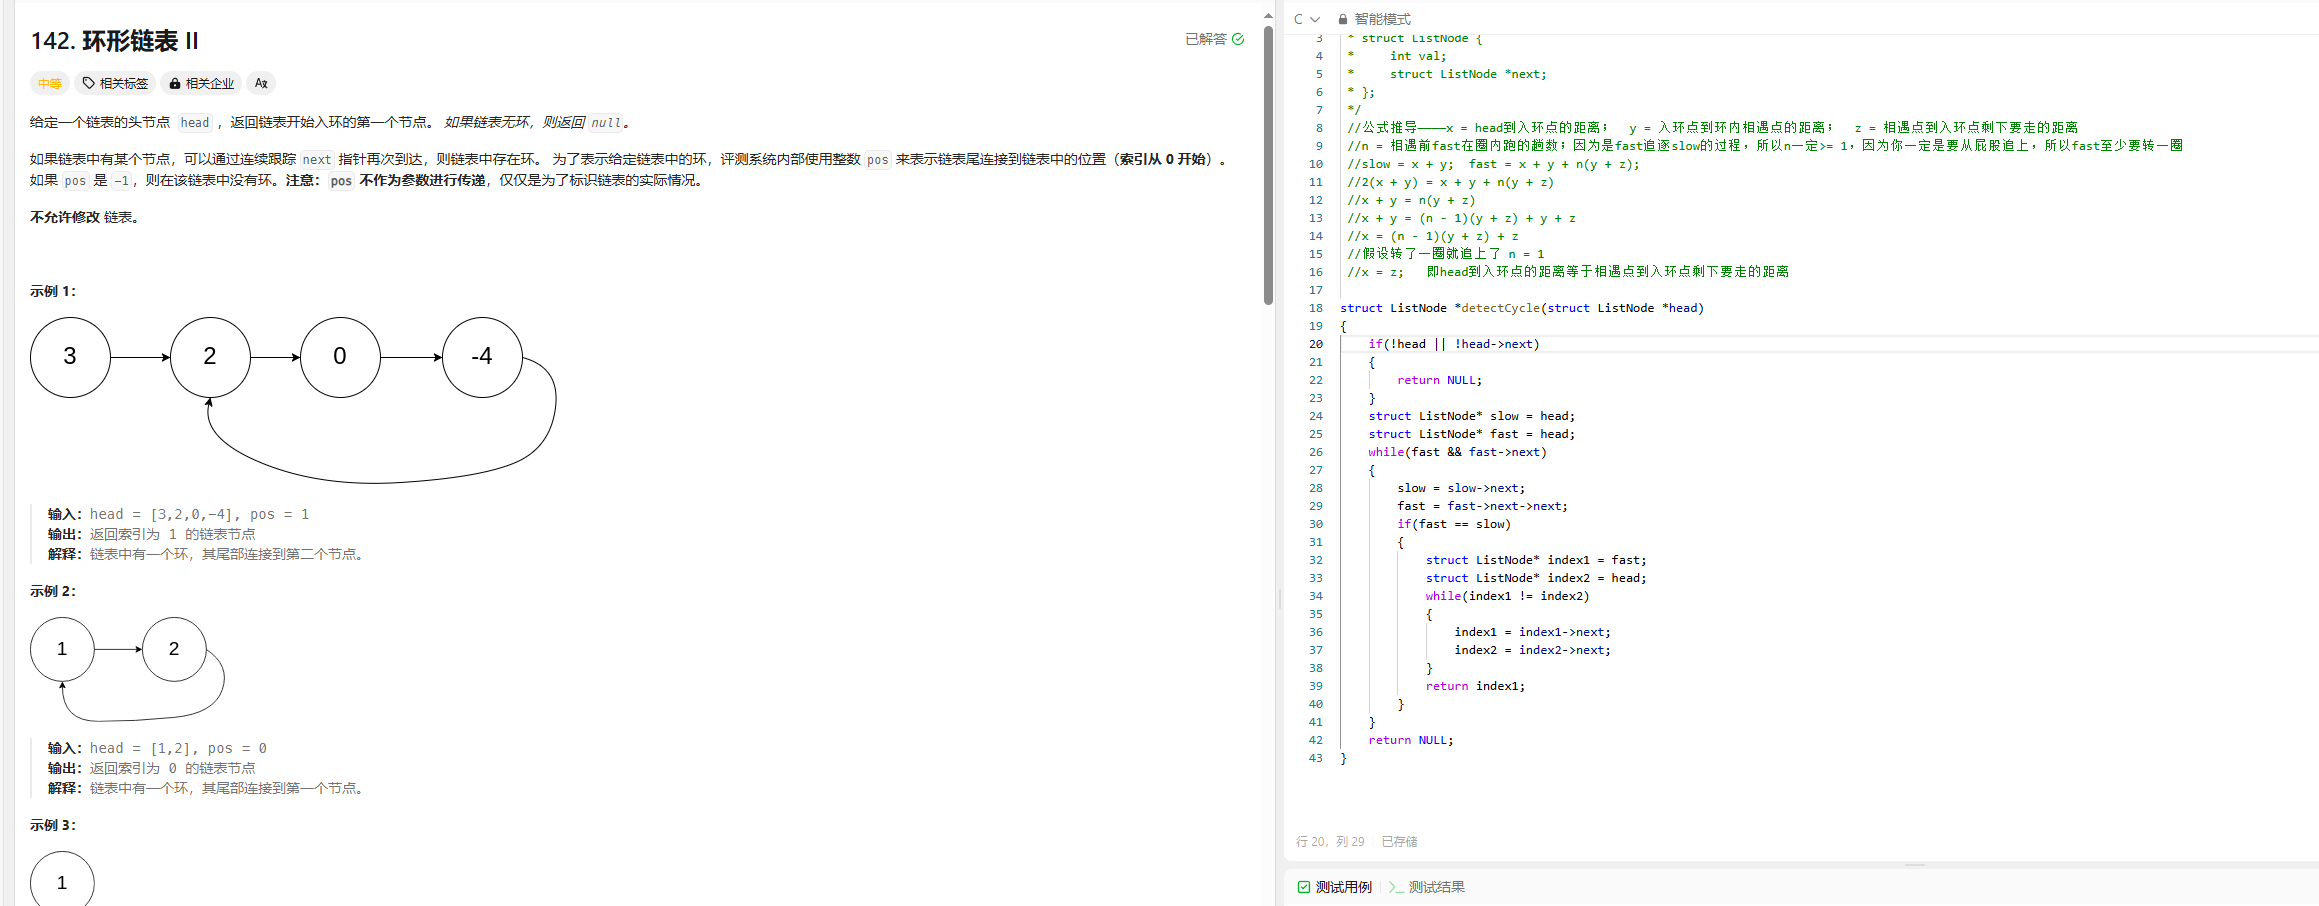 142. 环形链表 II
已解答
中等 相关标签 相关企业
给定一个链表的头节点 head ，返回链表开始入环的第一个节点。 如果链表无环，则返回 null。
如果链表中有某个节点，可以通过连续跟踪 next 指针再次到达，则链表中存在环。 为了表示给定链表中的环，评测系统内部使用整数 pos 来表示链表尾连接到链表中的位置（索引从 0 开始）。
如果 pos 是 -1，则在该链表中没有环。注意：pos 不作为参数进行传递，仅仅是为了标识链表的实际情况。
不允许修改 链表。
示例 1：
3 2 0 -4
输入：head = [3,2,0,-4], pos = 1
输出：返回索引为 1 的链表节点
解释：链表中有一个环，其尾部连接到第二个节点。
示例 2：
1 2
输入：head = [1,2], pos = 0
输出：返回索引为 0 的链表节点
解释：链表中有一个环，其尾部连接到第一个节点。
示例 3：
1
C 智能模式
3 * struct ListNode {
4 *     int val;
5 *     struct ListNode *next;
6 * };
7 */
8 //公式推导————x = head到入环点的距离；  y = 入环点到环内相遇点的距离；  z = 相遇点到入环点剩下要走的距离
9 //n = 相遇前fast在圈内跑的趟数；因为是fast追逐slow的过程，所以n一定>= 1，因为你一定是要从屁股追上，所以fast至少要转一圈
10 //slow = x + y;  fast = x + y + n(y + z);
11 //2(x + y) = x + y + n(y + z)
12 //x + y = n(y + z)
13 //x + y = (n - 1)(y + z) + y + z
14 //x = (n - 1)(y + z) + z
15 //假设转了一圈就追上了 n = 1
16 //x = z;   即head到入环点的距离等于相遇点到入环点剩下要走的距离
17
18 struct ListNode *detectCycle(struct ListNode *head)
19 {
20     if(!head || !head->next)
21     {
22         return NULL;
23     }
24     struct ListNode* slow = head;
25     struct ListNode* fast = head;
26     while(fast && fast->next)
27     {
28         slow = slow->next;
29         fast = fast->next->next;
30         if(fast == slow)
31         {
32             struct ListNode* index1 = fast;
33             struct ListNode* index2 = head;
34             while(index1 != index2)
35             {
36                 index1 = index1->next;
37                 index2 = index2->next;
38             }
39             return index1;
40         }
41     }
42     return NULL;
43 }
行 20，列 29 已存储
测试用例 >_ 测试结果